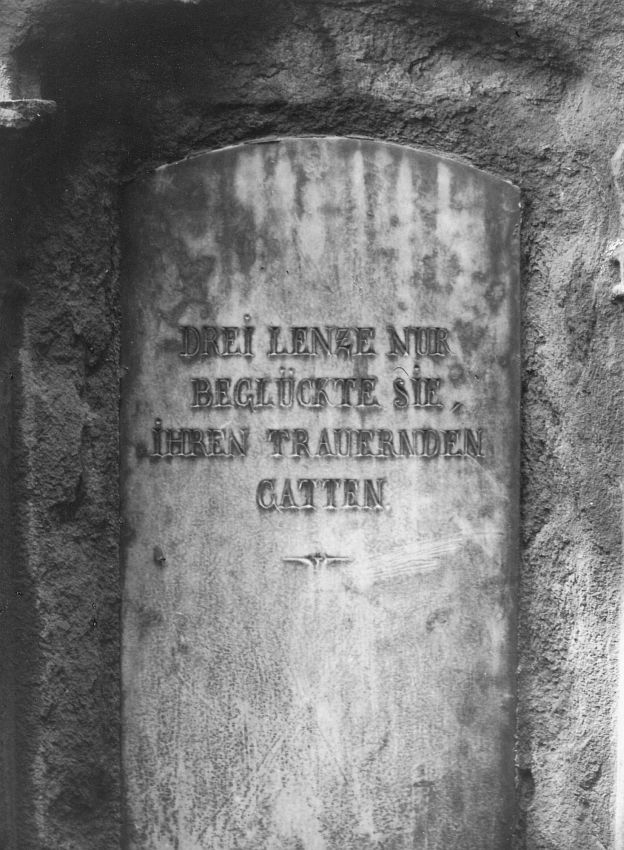 DREI LENZE NUR
BEGLÜCKTE SIE,
IHREN TRAUERNDEN
GATTEN.